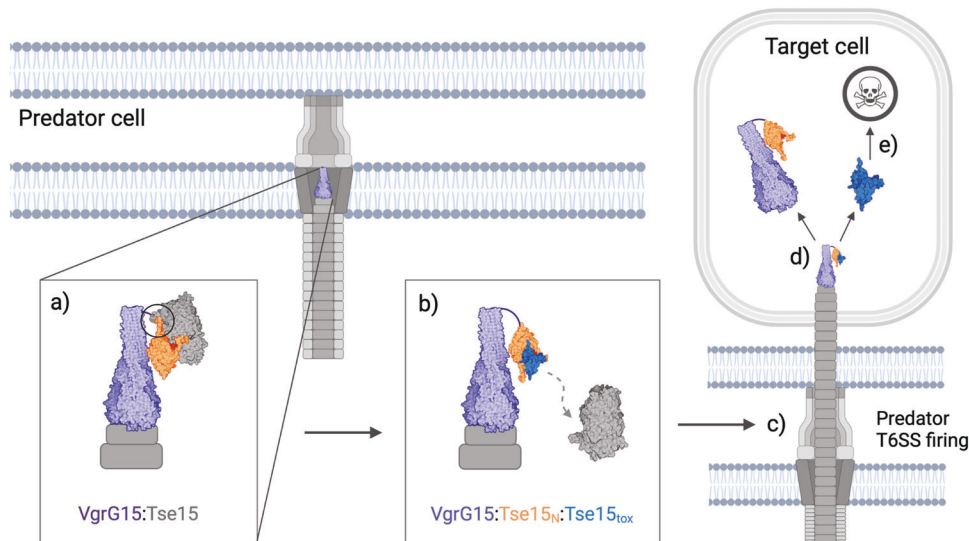 Predator cell
a)
VgrG15:Tse15
b)
VgrG15:Tse15N:Tse15tox
c)
Predator
T6SS firing
Target cell
d)
e)